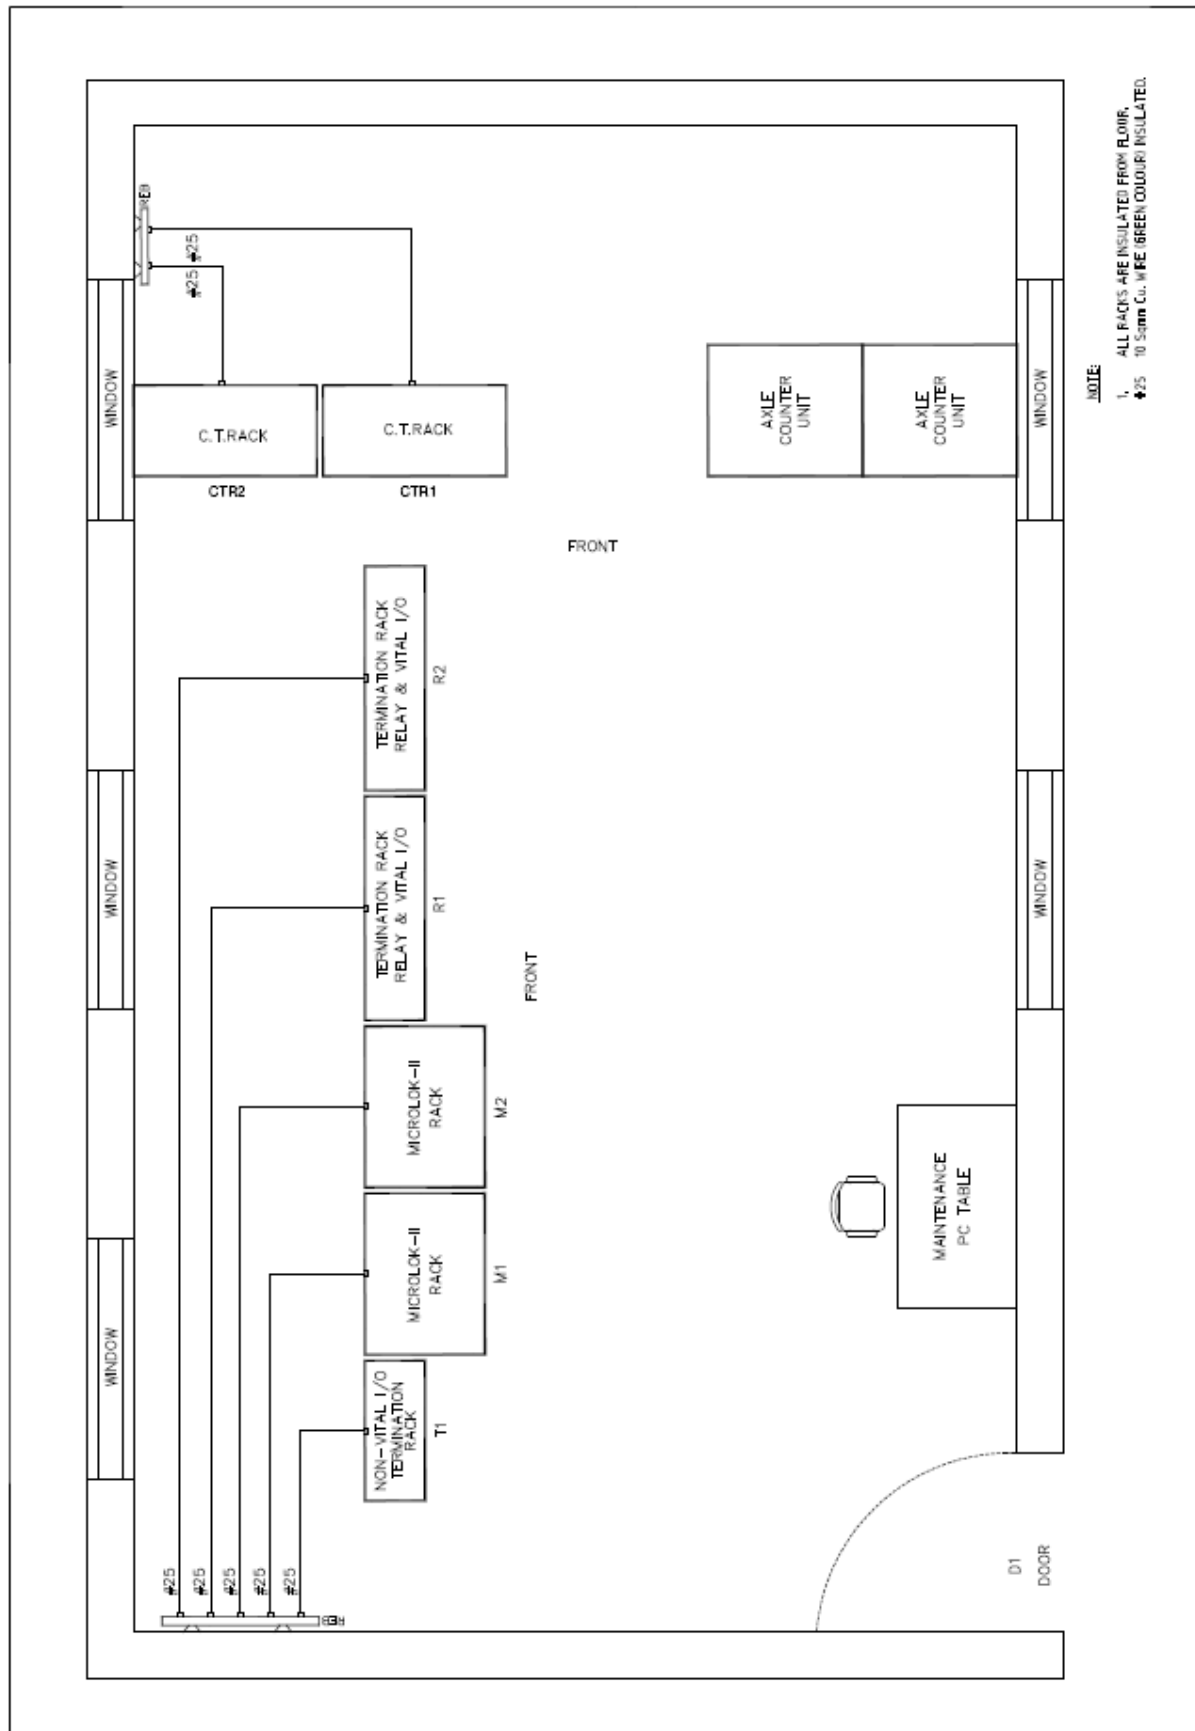 REB
#25
#25
WINDOW
C.T.RACK
C.T.RACK
CTR2
CTR1
AXLE
COUNTER
UNIT
AXLE
COUNTER
UNIT
WINDOW
FRONT
TERMINATION RACK
RELAY & VITAL I/O
R2
WINDOW
TERMINATION RACK
RELAY & VITAL I/O
R1
WINDOW
FRONT
MICROLOK-II
RACK
M2
MICROLOK-II
RACK
M1
WINDOW
NON-VITAL I/O
TERMINATION
RACK
T1
MAINTENANCE
PC TABLE
#25
#25
#25
#25
#25
D1
DOOR
NOTE:
1. ALL RACKS ARE INSULATED FROM FLOOR.
#25 10 Sqmm Cu. WIRE (GREEN COLOUR) INSULATED.